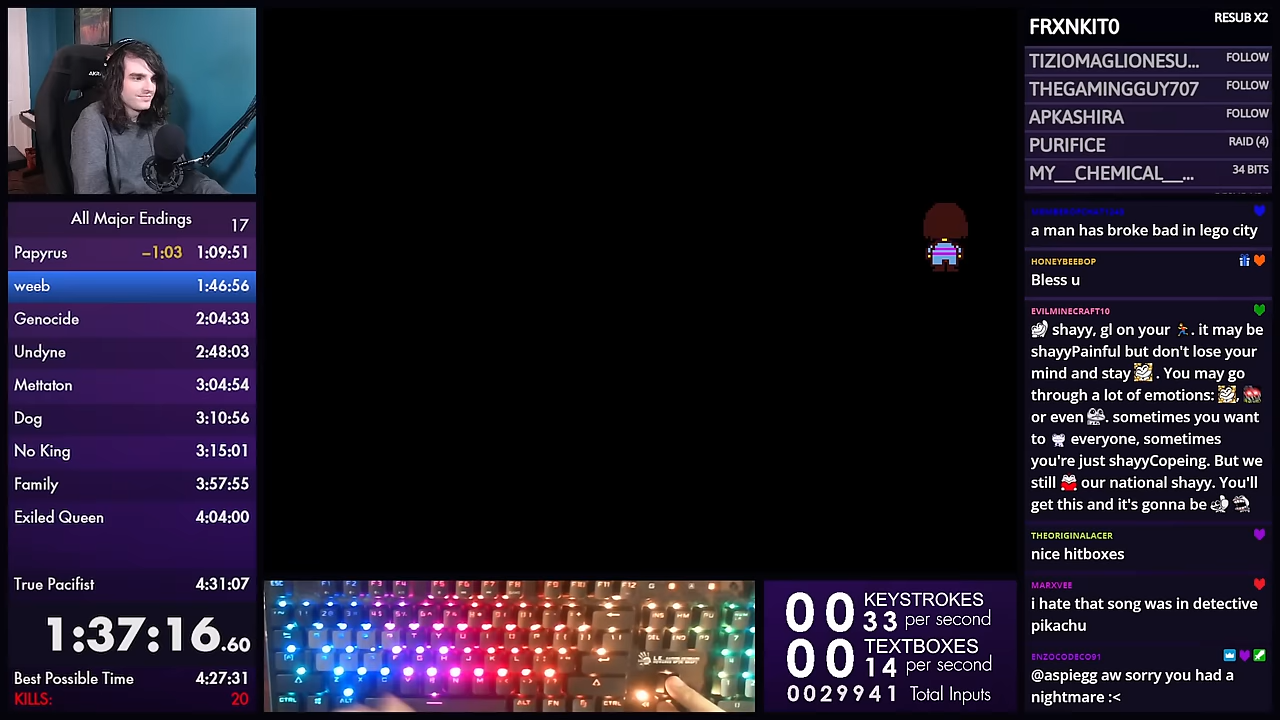 All Major Endings
17
Papyrus −1:03 1:09:51
weeb 1:46:56
Genocide 2:04:33
Undyne 2:48:03
Mettaton 3:04:54
Dog 3:10:56
No King 3:15:01
Family 3:57:55
Exiled Queen 4:04:00
True Pacifist 4:31:07
1:37:16.60
Best Possible Time 4:27:31
KILLS: 20
00 KEYSTROKES
33 per second
00 TEXTBOXES
14 per second
0029941 Total Inputs
FRXNKIT0 RESUB X2
TIZIOMAGLIONESU... FOLLOW
THEGAMINGGUY707 FOLLOW
APKASHIRA FOLLOW
PURIFICE RAID (4)
MY__CHEMICAL__... 34 BITS
a man has broke bad in lego city
HONEYBEEBOP
Bless u
EVILMINECRAFT10
shayy, gl on your . it may be
shayyPainful but don't lose your
mind and stay . You may go
through a lot of emotions: ,
or even . sometimes you want
to everyone, sometimes
you're just shayyCopeing. But we
still our national shayy. You'll
get this and it's gonna be
THEORIGINALACER
nice hitboxes
MARXVEE
i hate that song was in detective
pikachu
ENZOCODECO91
@aspiegg aw sorry you had a
nightmare :<